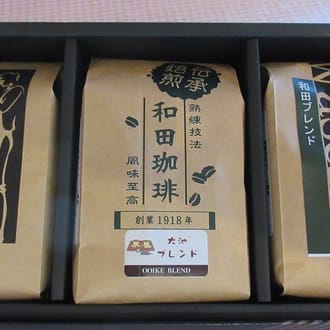 伝承
焙煎
熟練技法
和田珈琲
風味至高
創業1918年
大池
ブレンド
OOIKE BLEND
和田ブレンド